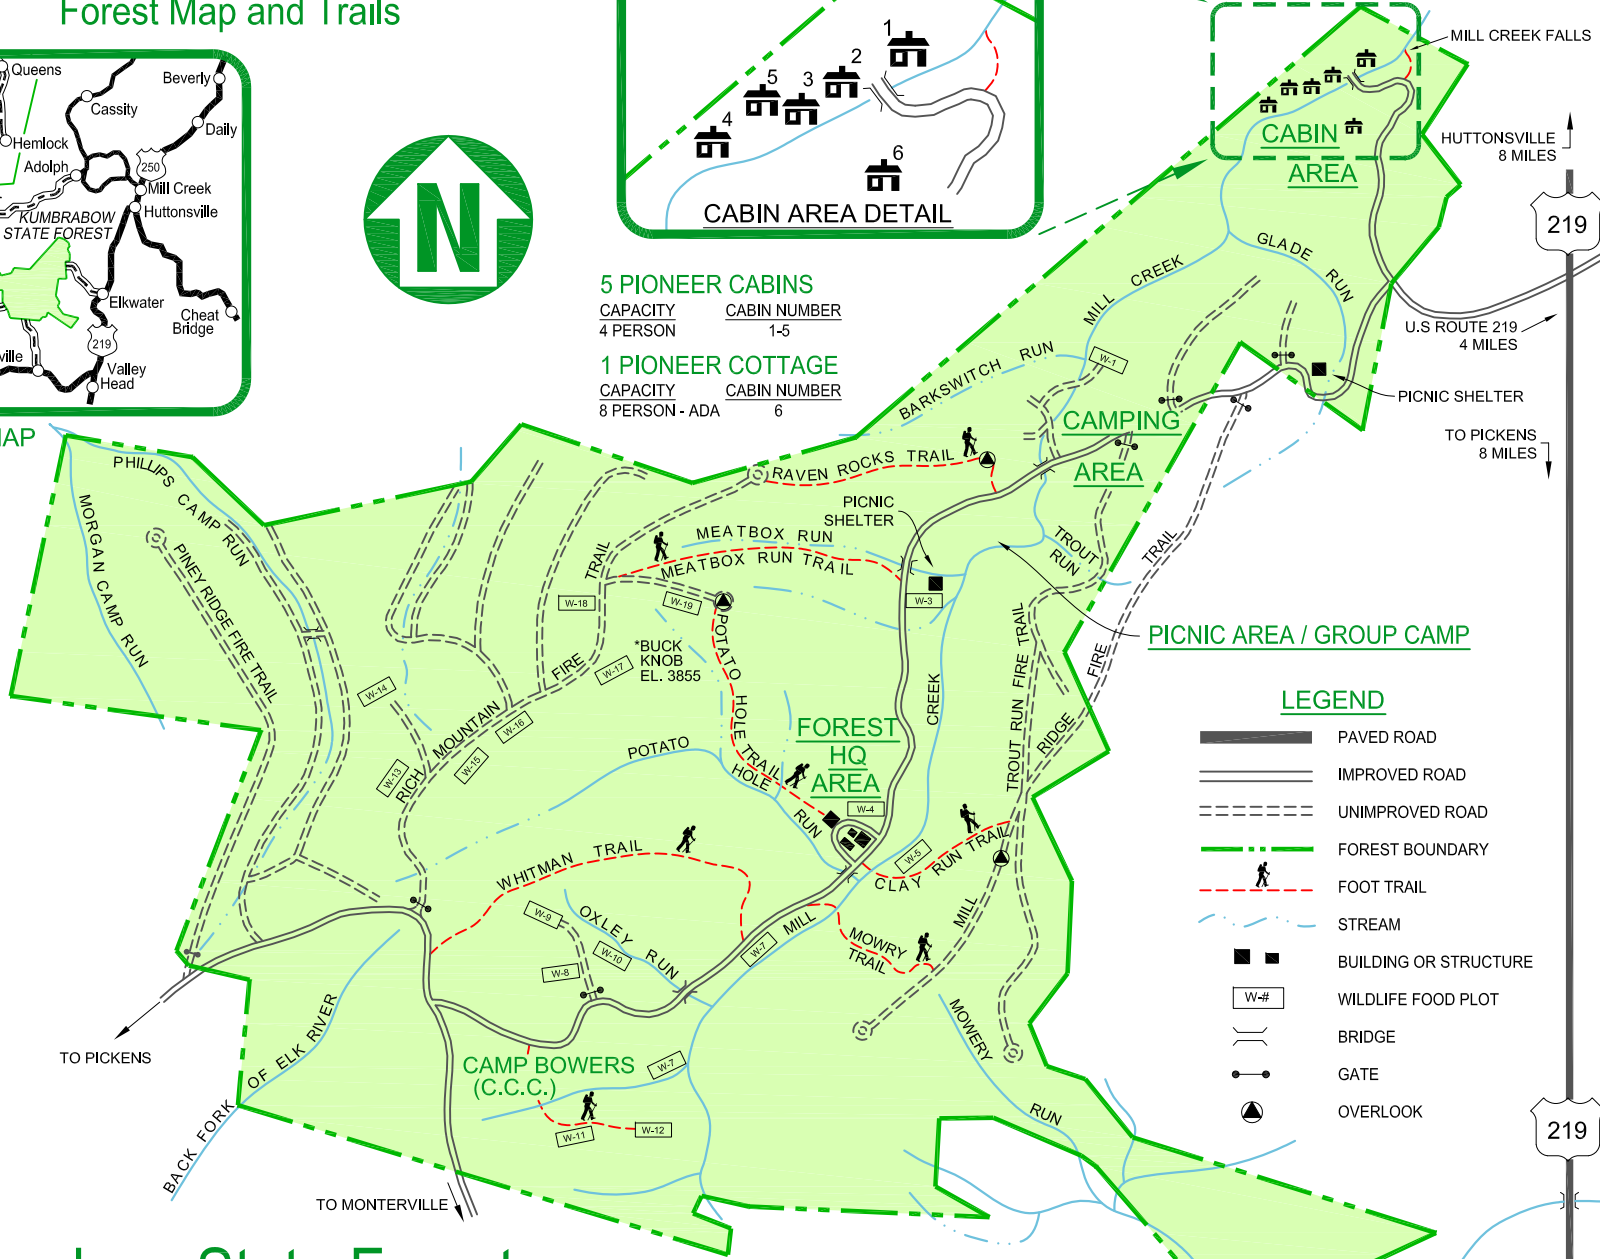 Forest Map and Trails
Queens
Beverly
Cassity
Daily
Hemlock
Adolph
250
Mill Creek
Huttonsville
KUMBRABOW
STATE FOREST
Elkwater
Cheat
Bridge
219
ville
Valley
Head
MAP
N
1
2
3
5
4
6
CABIN AREA DETAIL
5 PIONEER CABINS
CAPACITY CABIN NUMBER
4 PERSON 1-5
1 PIONEER COTTAGE
CAPACITY CABIN NUMBER
8 PERSON - ADA 6
MILL CREEK FALLS
CABIN
AREA
HUTTONSVILLE
8 MILES
219
GLADE RUN
MILL CREEK
U.S ROUTE 219
4 MILES
PICNIC SHELTER
TO PICKENS
8 MILES
BARKSWITCH RUN
W-1
CAMPING
AREA
RAVEN ROCKS TRAIL
PICNIC
SHELTER
MEATBOX RUN
MEATBOX RUN TRAIL
TROUT
RUN
W-3
PICNIC AREA / GROUP CAMP
PHILLIPS CAMP RUN
MORGAN CAMP RUN
PINEY RIDGE FIRE TRAIL
W-18
W-19
*BUCK
KNOB
EL. 3855
W-17
W-14
W-16
W-15
W-13
RICH MOUNTAIN FIRE TRAIL
POTATO HOLE TRAIL
POTATO HOLE RUN
FOREST
HQ
AREA
W-4
MILL CREEK
TROUT RUN FIRE TRAIL
MILL RIDGE FIRE TRAIL
W-5
CLAY RUN TRAIL
WHITMAN TRAIL
W-9
OXLEY RUN
W-10
W-8
W-7
MOWRY
TRAIL
MOWERY RUN
CAMP BOWERS
(C.C.C.)
W-7
W-11
W-12
TO PICKENS
BACK FORK OF ELK RIVER
TO MONTERVILLE
LEGEND
PAVED ROAD
IMPROVED ROAD
UNIMPROVED ROAD
FOREST BOUNDARY
FOOT TRAIL
STREAM
BUILDING OR STRUCTURE
W-# WILDLIFE FOOD PLOT
BRIDGE
GATE
OVERLOOK
219
State Forest